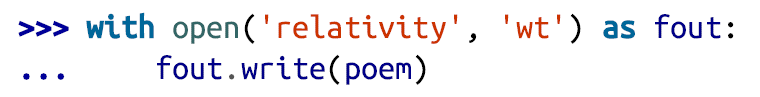 >>> with open('relativity', 'wt') as fout:
...     fout.write(poem)